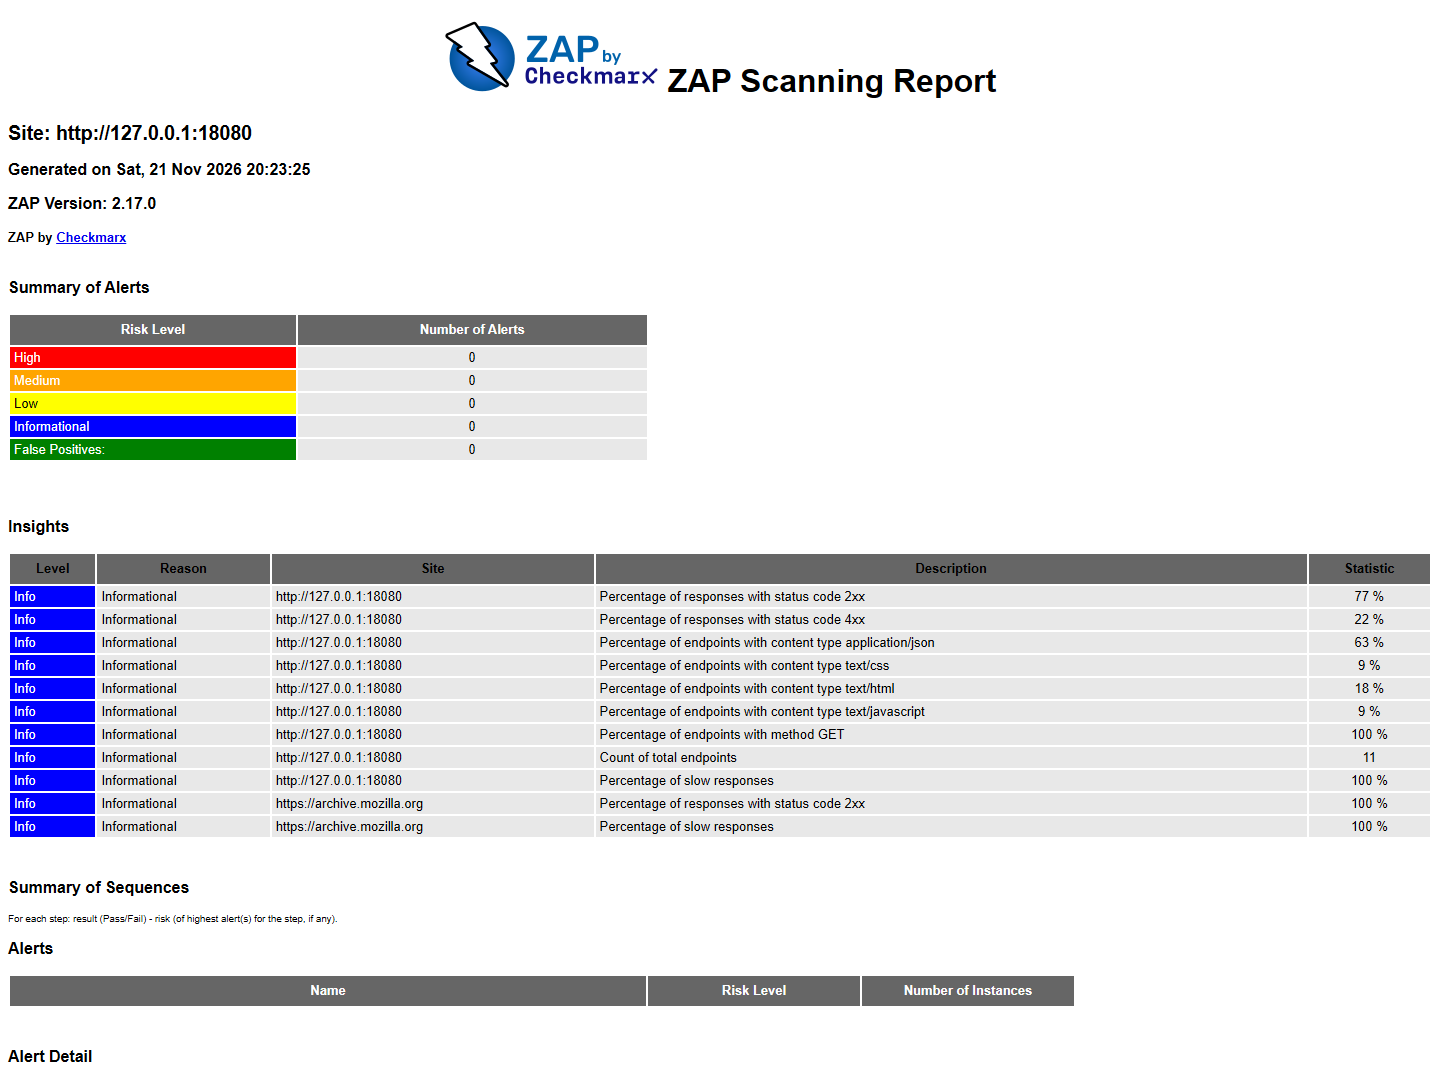 ZAP by
Checkmarx ZAP Scanning Report
Site: http://127.0.0.1:18080
Generated on Sat, 21 Nov 2026 20:23:25
ZAP Version: 2.17.0
ZAP by Checkmarx
Summary of Alerts
Risk Level Number of Alerts
High 0
Medium 0
Low 0
Informational 0
False Positives: 0
Insights
Level Reason Site Description Statistic
Info Informational http://127.0.0.1:18080 Percentage of responses with status code 2xx 77 %
Info Informational http://127.0.0.1:18080 Percentage of responses with status code 4xx 22 %
Info Informational http://127.0.0.1:18080 Percentage of endpoints with content type application/json 63 %
Info Informational http://127.0.0.1:18080 Percentage of endpoints with content type text/css 9 %
Info Informational http://127.0.0.1:18080 Percentage of endpoints with content type text/html 18 %
Info Informational http://127.0.0.1:18080 Percentage of endpoints with content type text/javascript 9 %
Info Informational http://127.0.0.1:18080 Percentage of endpoints with method GET 100 %
Info Informational http://127.0.0.1:18080 Count of total endpoints 11
Info Informational http://127.0.0.1:18080 Percentage of slow responses 100 %
Info Informational https://archive.mozilla.org Percentage of responses with status code 2xx 100 %
Info Informational https://archive.mozilla.org Percentage of slow responses 100 %
Summary of Sequences
For each step: result (Pass/Fail) - risk (of highest alert(s) for the step, if any).
Alerts
Name Risk Level Number of Instances
Alert Detail